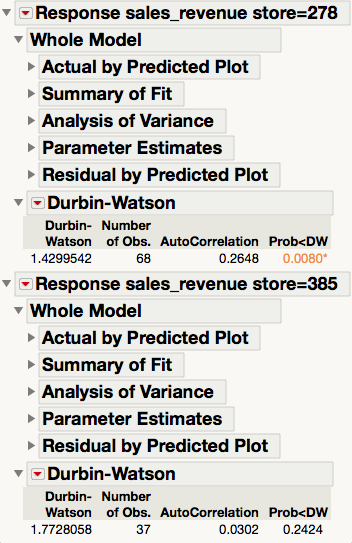 Response sales_revenue store=278
Whole Model
Actual by Predicted Plot
Summary of Fit
Analysis of Variance
Parameter Estimates
Residual by Predicted Plot
Durbin-Watson
Durbin- Number
Watson of Obs. AutoCorrelation Prob<DW
1.4299542 68 0.2648 0.0080*
Response sales_revenue store=385
Whole Model
Actual by Predicted Plot
Summary of Fit
Analysis of Variance
Parameter Estimates
Residual by Predicted Plot
Durbin-Watson
Durbin- Number
Watson of Obs. AutoCorrelation Prob<DW
1.7728058 37 0.0302 0.2424